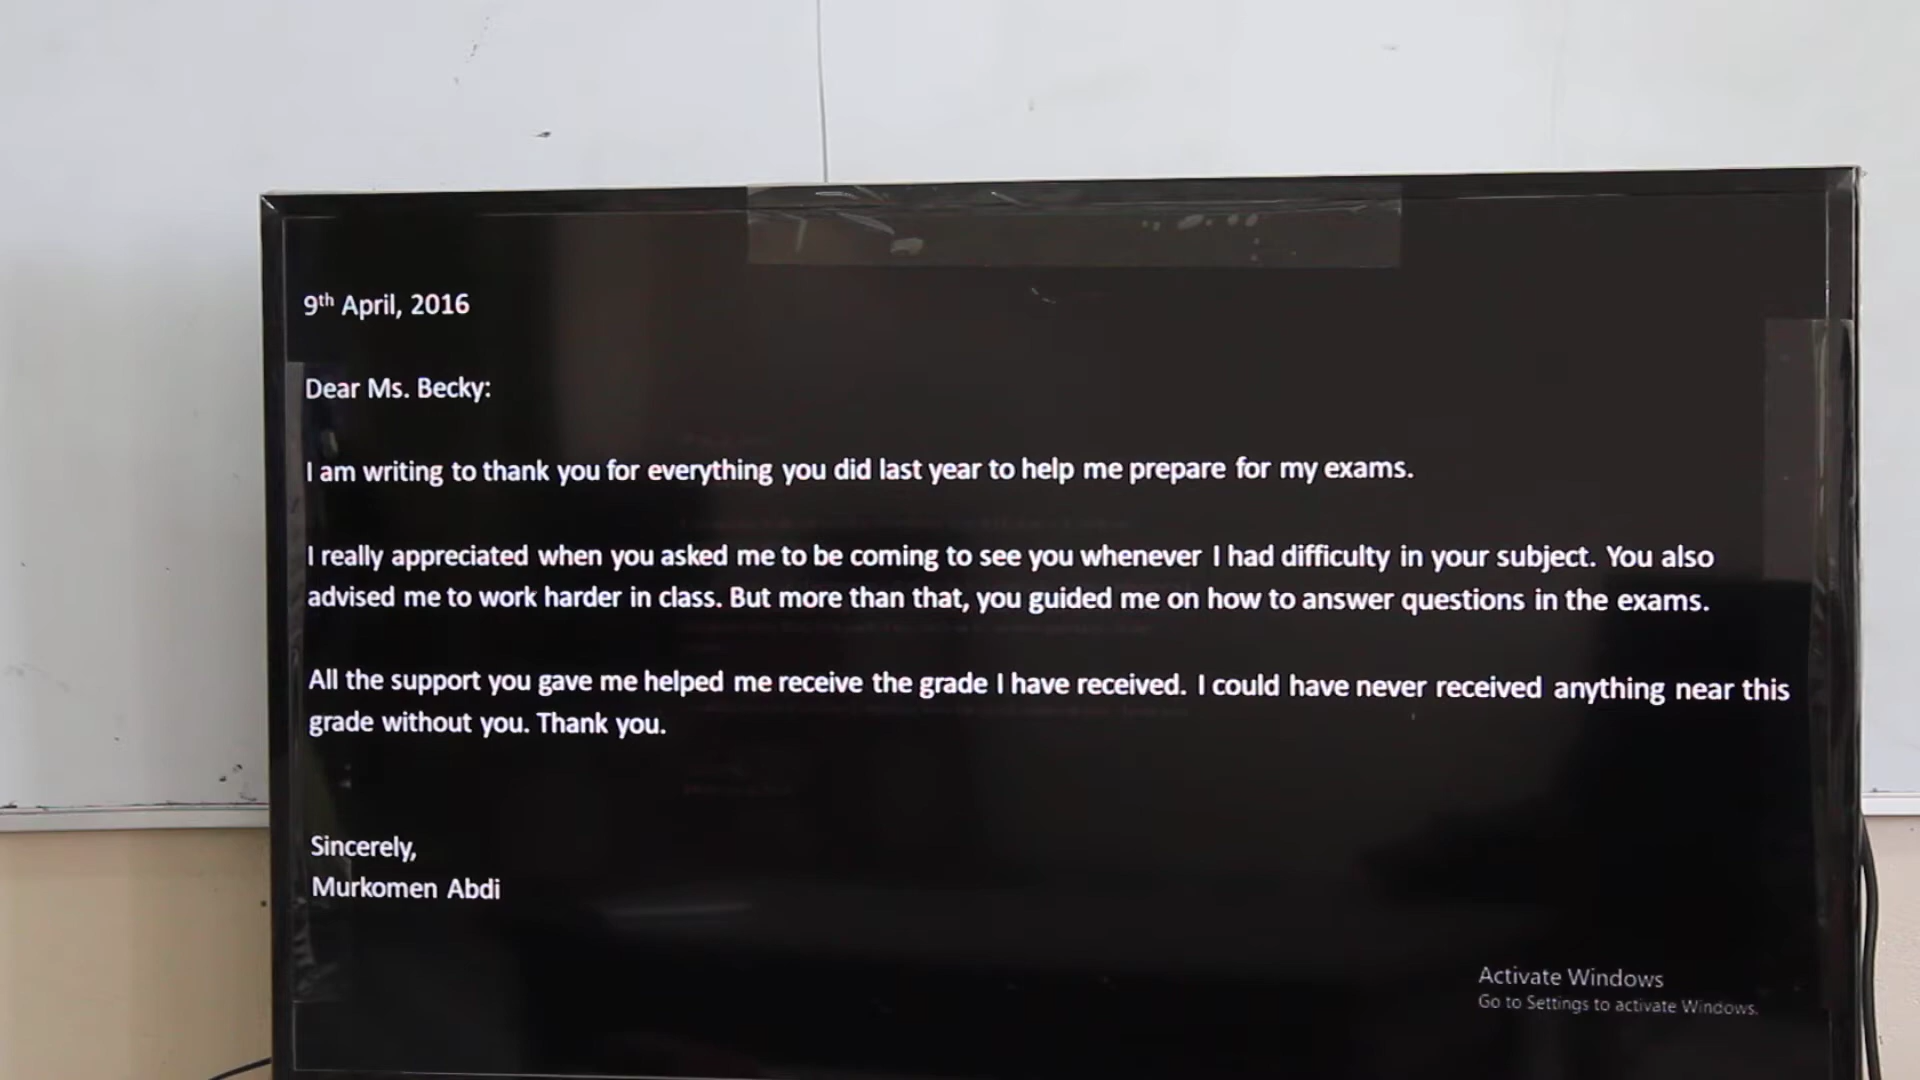 9th April, 2016
Dear Ms. Becky:
I am writing to thank you for everything you did last year to help me prepare for my exams.
I really appreciated when you asked me to be coming to see you whenever I had difficulty in your subject. You also
advised me to work harder in class. But more than that, you guided me on how to answer questions in the exams.
All the support you gave me helped me receive the grade I have received. I could have never received anything near this
grade without you. Thank you.
Sincerely,
Murkomen Abdi
Activate Windows
Go to Settings to activate Windows.